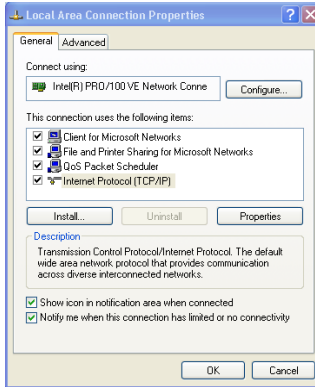 Local Area Connection Properties
General Advanced
Connect using:
Intel(R) PRO/100 VE Network Conne
Configure...
This connection uses the following items:
Client for Microsoft Networks
File and Printer Sharing for Microsoft Networks
QoS Packet Scheduler
Internet Protocol (TCP/IP)
Install... Uninstall Properties
Description
Transmission Control Protocol/Internet Protocol. The default
wide area network protocol that provides communication
across diverse interconnected networks.
Show icon in notification area when connected
Notify me when this connection has limited or no connectivity
OK Cancel